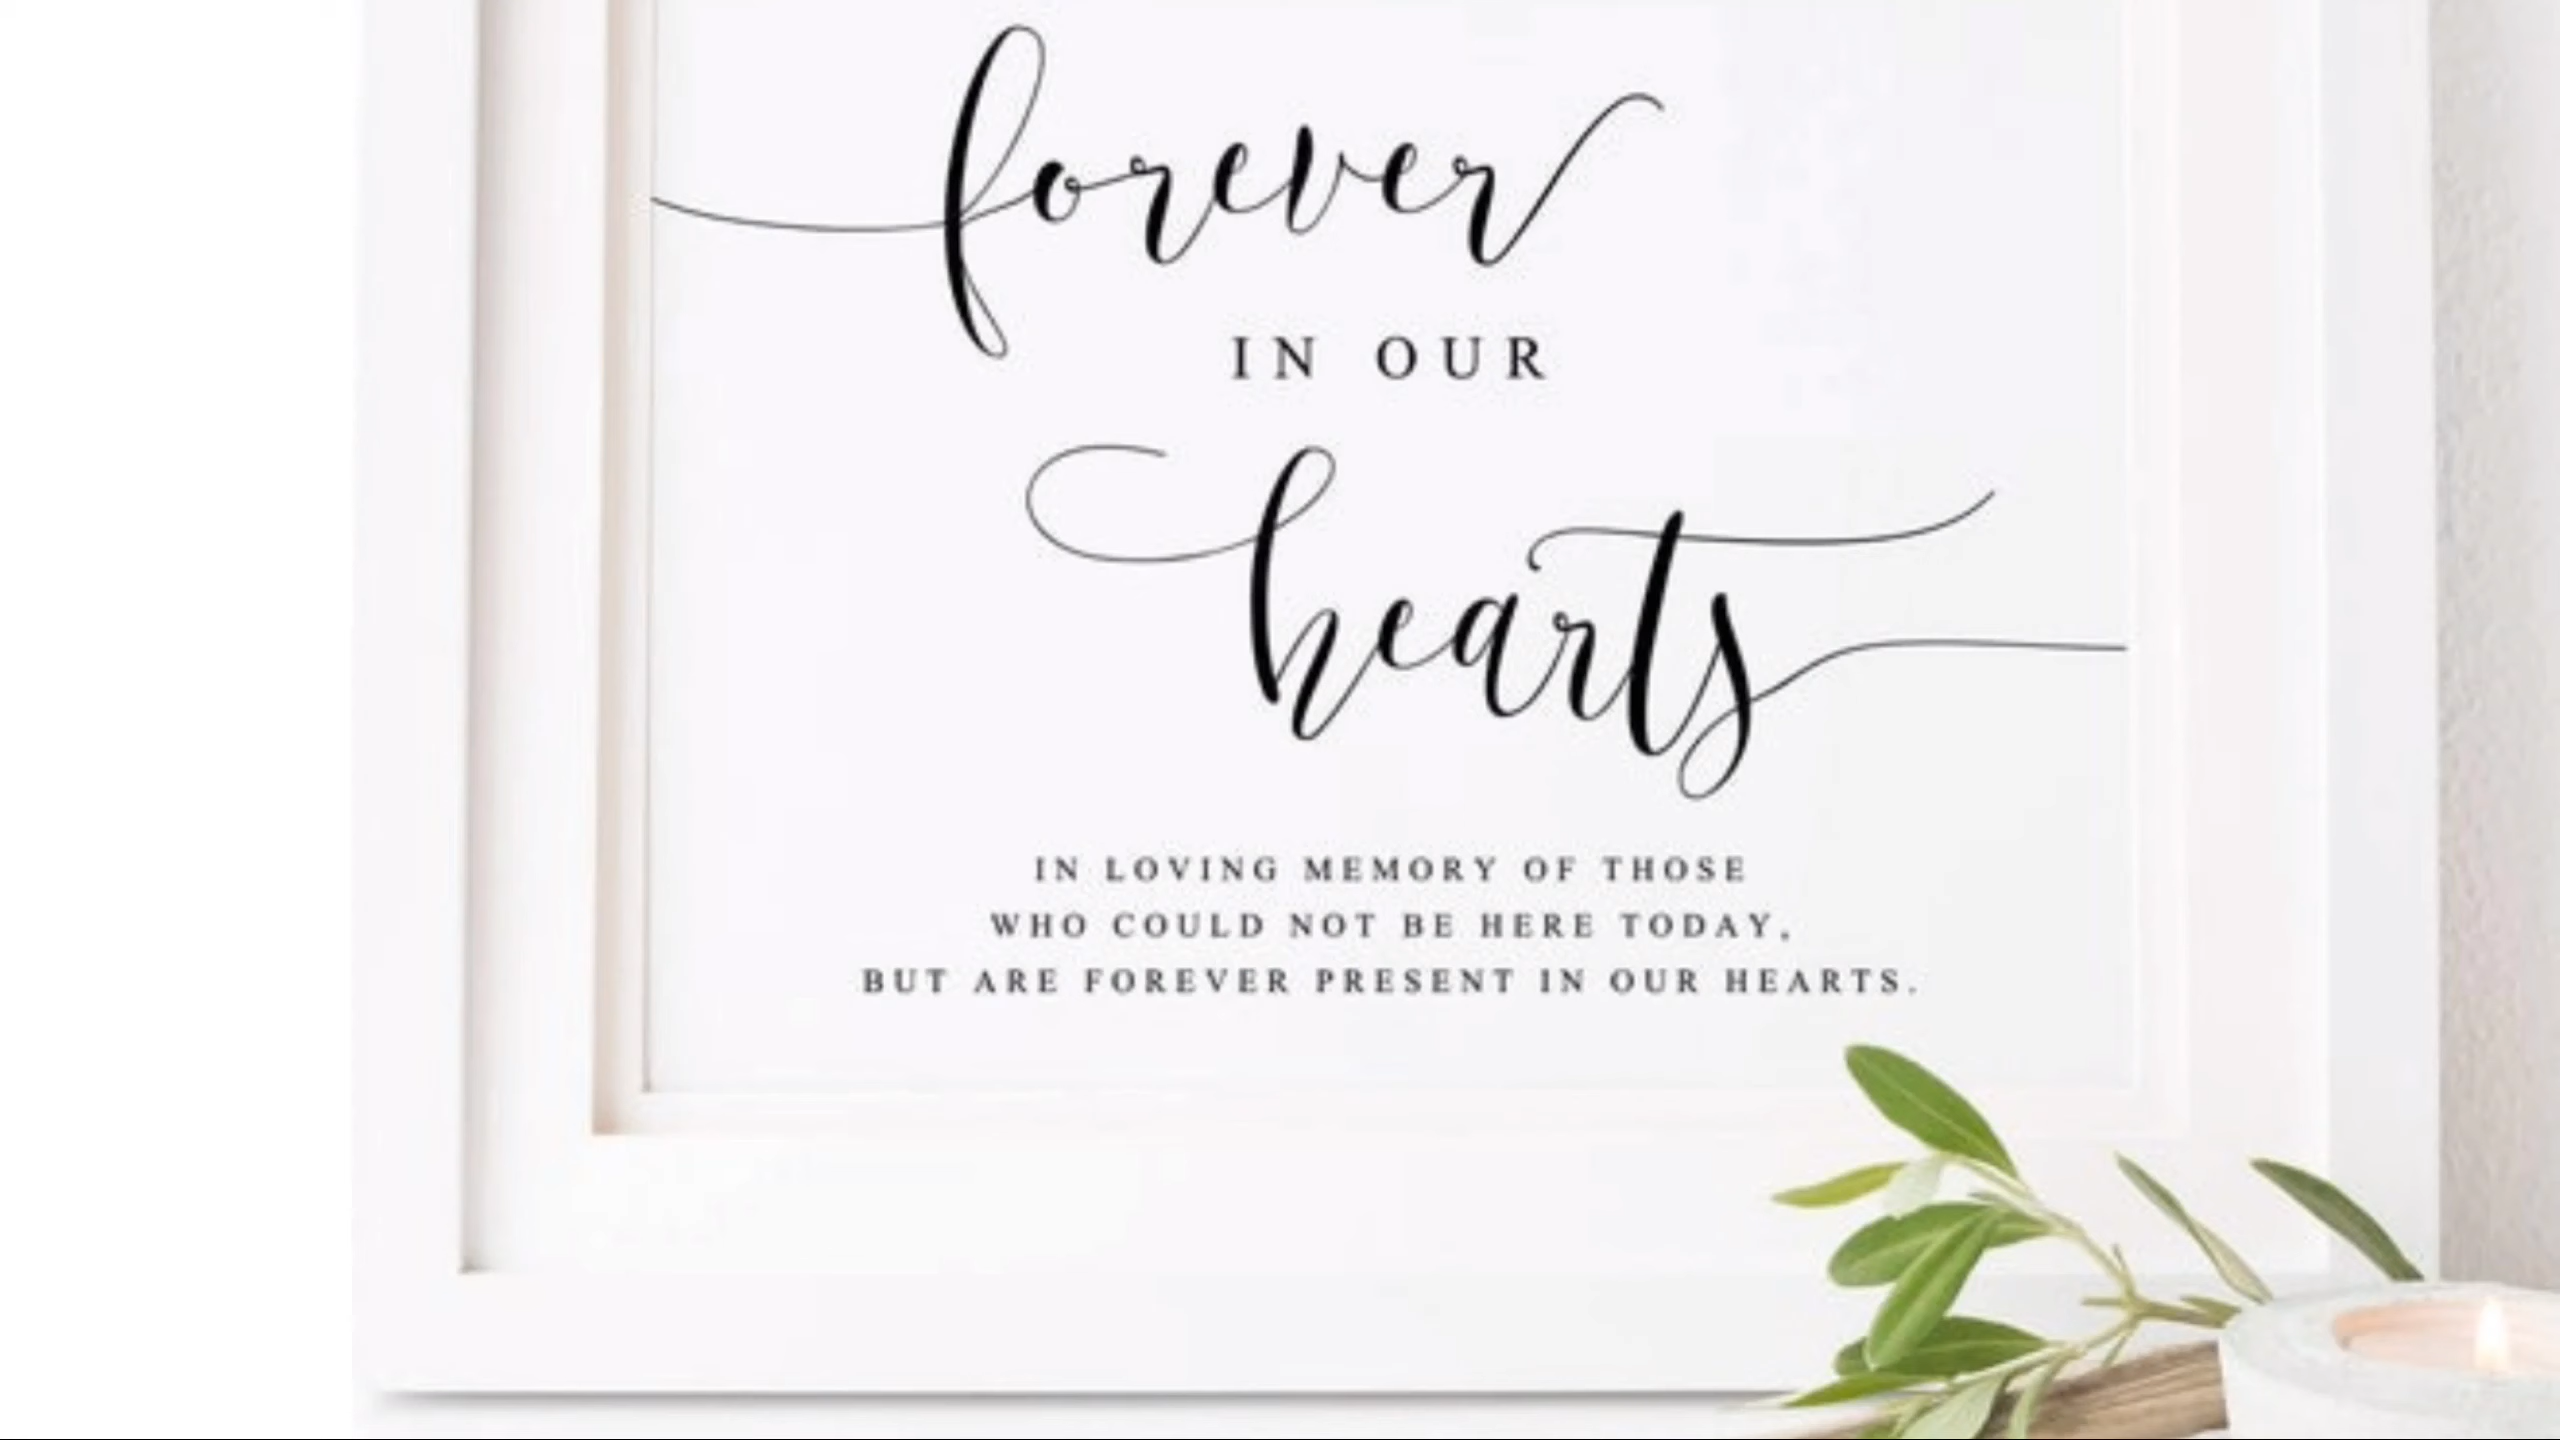 forever
IN OUR
hearts
IN LOVING MEMORY OF THOSE
WHO COULD NOT BE HERE TODAY,
BUT ARE FOREVER PRESENT IN OUR HEARTS.